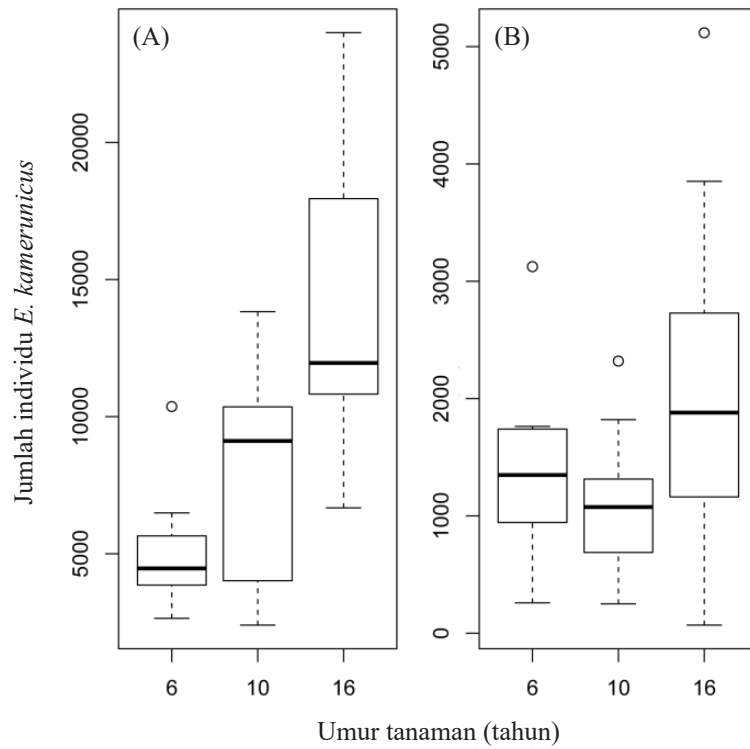 (A)
(B)
Jumlah individu E. kamerunicus
20000
15000
10000
5000
6 10 16
5000
4000
3000
2000
1000
0
6 10 16
Umur tanaman (tahun)